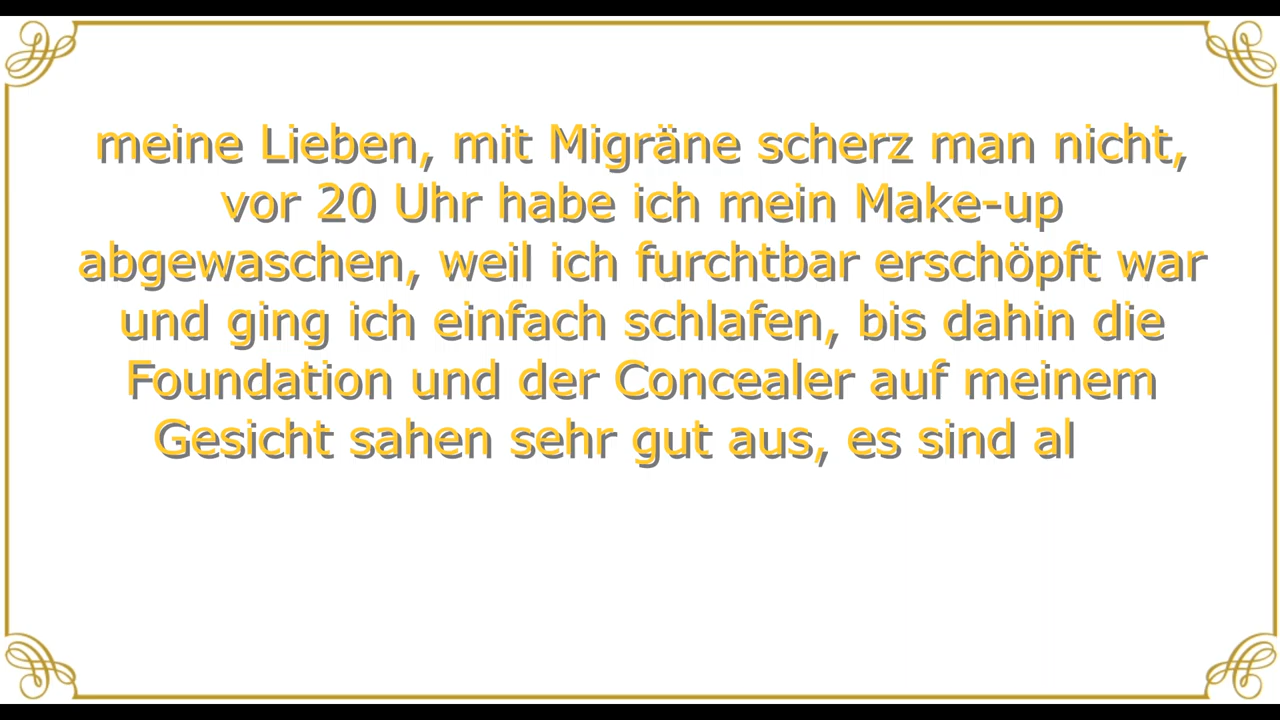 meine Lieben, mit Migräne scherz man nicht,
vor 20 Uhr habe ich mein Make-up
abgewaschen, weil ich furchtbar erschöpft war
und ging ich einfach schlafen, bis dahin die
Foundation und der Concealer auf meinem
Gesicht sahen sehr gut aus, es sind al